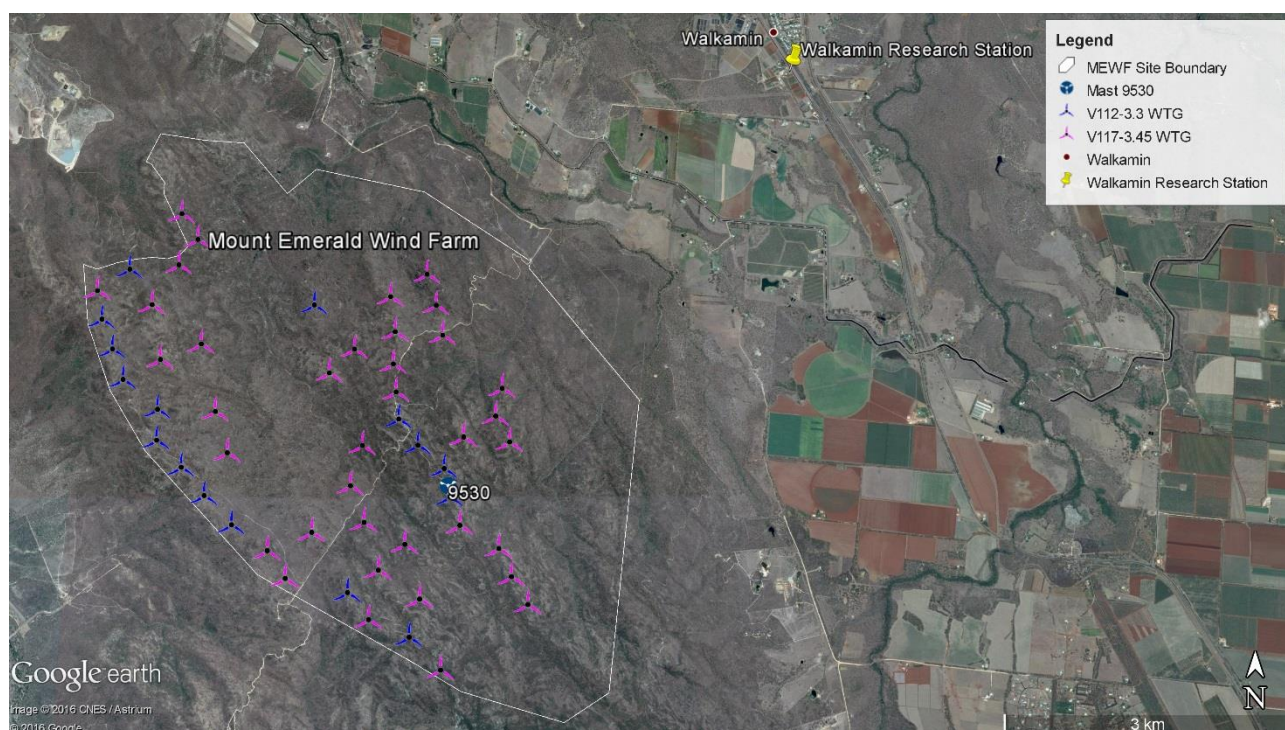 Walkamin
Walkamin Research Station
Legend
MEWF Site Boundary
Mast 9530
V112-3.3 WTG
V117-3.45 WTG
Walkamin
Walkamin Research Station
Mount Emerald Wind Farm
9530
Google earth
Image © 2016 CNES / Astrium
© 2016 Google
N
3 km